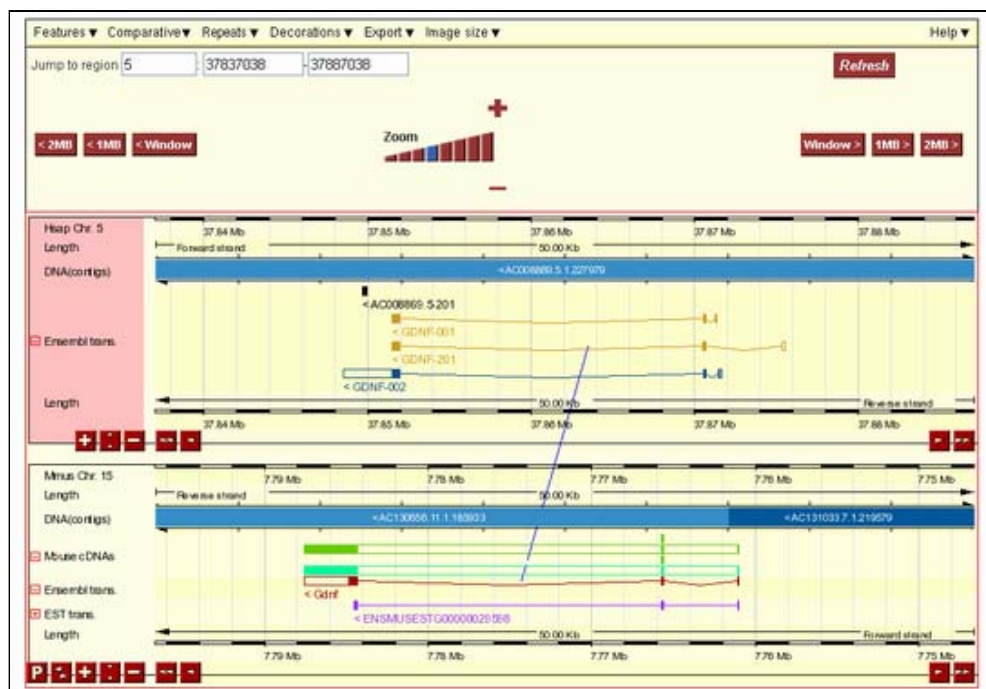 Features ▼ Comparative ▼ Repeats ▼ Decorations ▼ Export ▼ Image size ▼ Help ▼
Jump to region 5 : 37837038 -37887038 Refresh
+
< 2MB < 1MB < Window Zoom Window > 1MB > 2MB >
−
Hsap Chr. 5 37.84 Mb 37.85 Mb 37.86 Mb 37.87 Mb 37.88 Mb
Length Forward strand 50.00 Kb
DNA(contigs) <AC008869.5.1.227979
<AC008869.5-201
< GDNF-001
Ensembl trans.
< GDNF-201
< GDNF-002
Length 50.00 Kb Reverse strand
37.84 Mb 37.85 Mb 37.86 Mb 37.87 Mb 37.88 Mb
Mmus Chr. 15 7.79 Mb 7.78 Mb 7.77 Mb 7.76 Mb 7.75 Mb
Length Reverse strand 50.00 Kb
DNA(contigs) <AC131033.7.1.219579
Mouse cDNAs
Ensembl trans.
< Gdnf
EST trans.
Length 50.00 Kb Forward strand
7.79 Mb 7.78 Mb 7.77 Mb 7.76 Mb 7.75 Mb
P